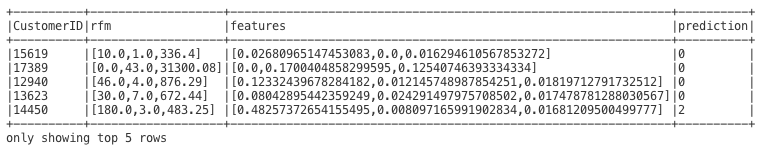 +----------+--------------------+---------------------------------------------------------------+----------+
|CustomerID|rfm                 |features                                                       |prediction|
+----------+--------------------+---------------------------------------------------------------+----------+
|15619     |[10.0,1.0,336.4]    |[0.02680965147453083,0.0,0.016294610567853272]                 |0         |
|17389     |[0.0,43.0,31300.08] |[0.0,0.1700404858299595,0.12540746393334334]                   |0         |
|12940     |[46.0,4.0,876.29]   |[0.12332439678284182,0.012145748987854251,0.01819712791732512] |0         |
|13623     |[30.0,7.0,672.44]   |[0.08042895442359249,0.024291497975708502,0.017478781288030567]|0         |
|14450     |[180.0,3.0,483.25]  |[0.48257372654155495,0.008097165991902834,0.01681209500499777] |2         |
+----------+--------------------+---------------------------------------------------------------+----------+
only showing top 5 rows